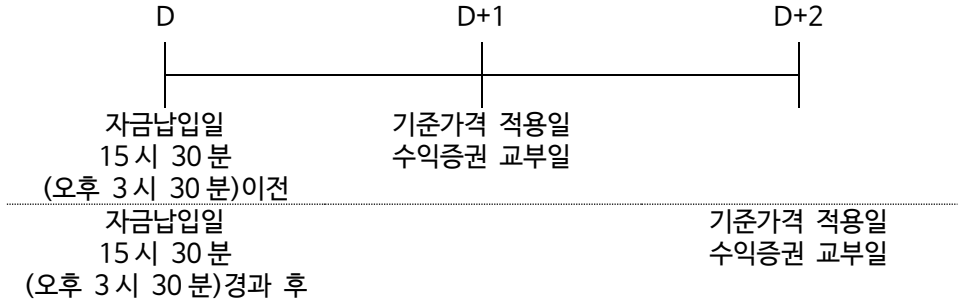 D D+1 D+2
자금납입일 기준가격 적용일
15시 30분 수익증권 교부일
(오후 3시 30분)이전
자금납입일 기준가격 적용일
15시 30분 수익증권 교부일
(오후 3시 30분)경과 후